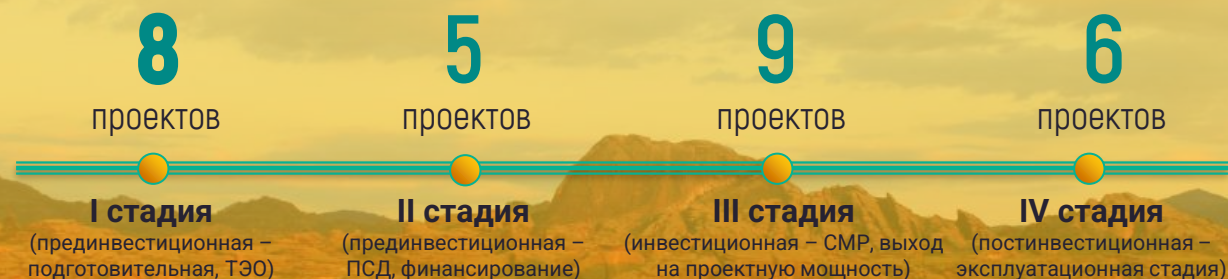 8
проектов
I стадия
(прединвестиционная –
подготовительная, ТЭО)
5
проектов
II стадия
(прединвестиционная –
ПСД, финансирование)
9
проектов
III стадия
(инвестиционная – СМР, выход
на проектную мощность)
6
проектов
IV стадия
(постинвестиционная –
эксплуатационная стадия)